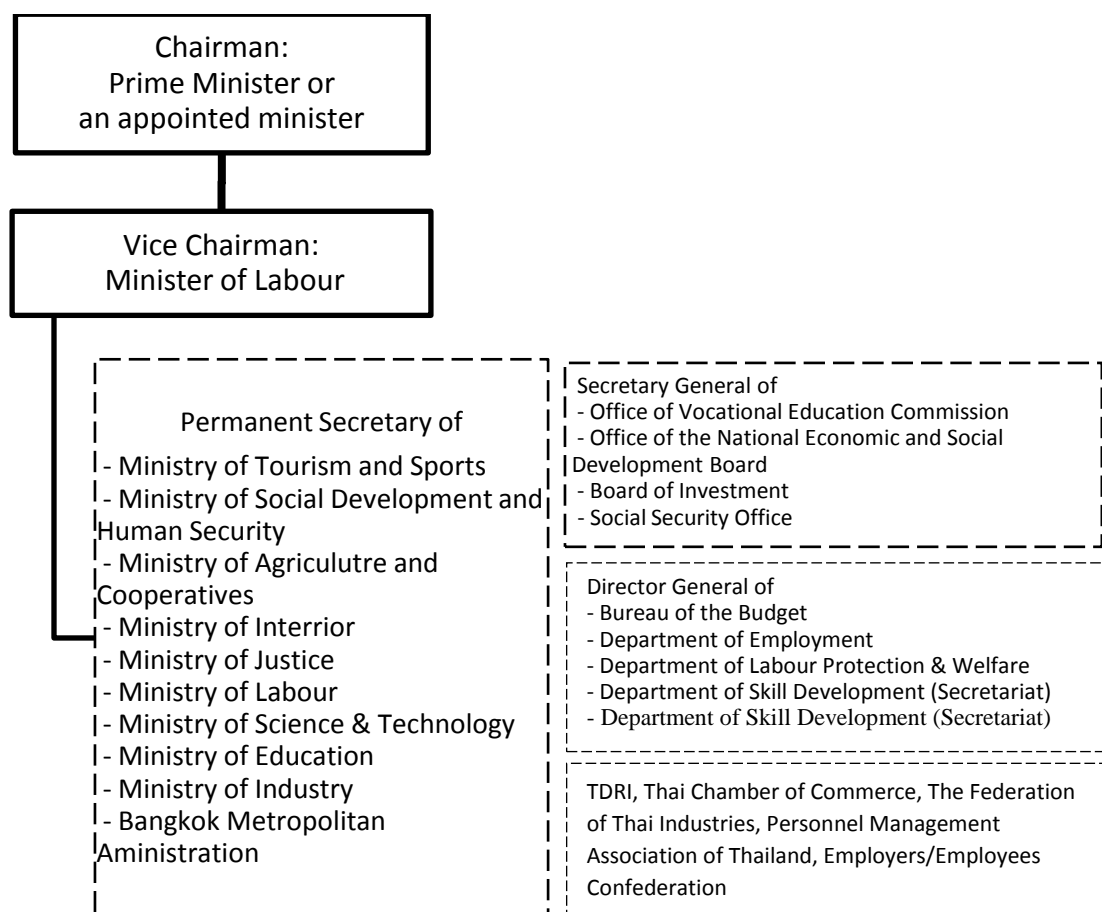 Chairman:
Prime Minister or
an appointed minister
Vice Chairman:
Minister of Labour
Permanent Secretary of
- Ministry of Tourism and Sports
- Ministry of Social Development and
Human Security
- Ministry of Agriculutre and
Cooperatives
- Ministry of Interrior
- Ministry of Justice
- Ministry of Labour
- Ministry of Science & Technology
- Ministry of Education
- Ministry of Industry
- Bangkok Metropolitan
Aministration
Secretary General of
- Office of Vocational Education Commission
- Office of the National Economic and Social
Development Board
- Board of Investment
- Social Security Office
Director General of
- Bureau of the Budget
- Department of Employment
- Department of Labour Protection & Welfare
- Department of Skill Development (Secretariat)
- Department of Skill Development (Secretariat)
TDRI, Thai Chamber of Commerce, The Federation
of Thai Industries, Personnel Management
Association of Thailand, Employers/Employees
Confederation